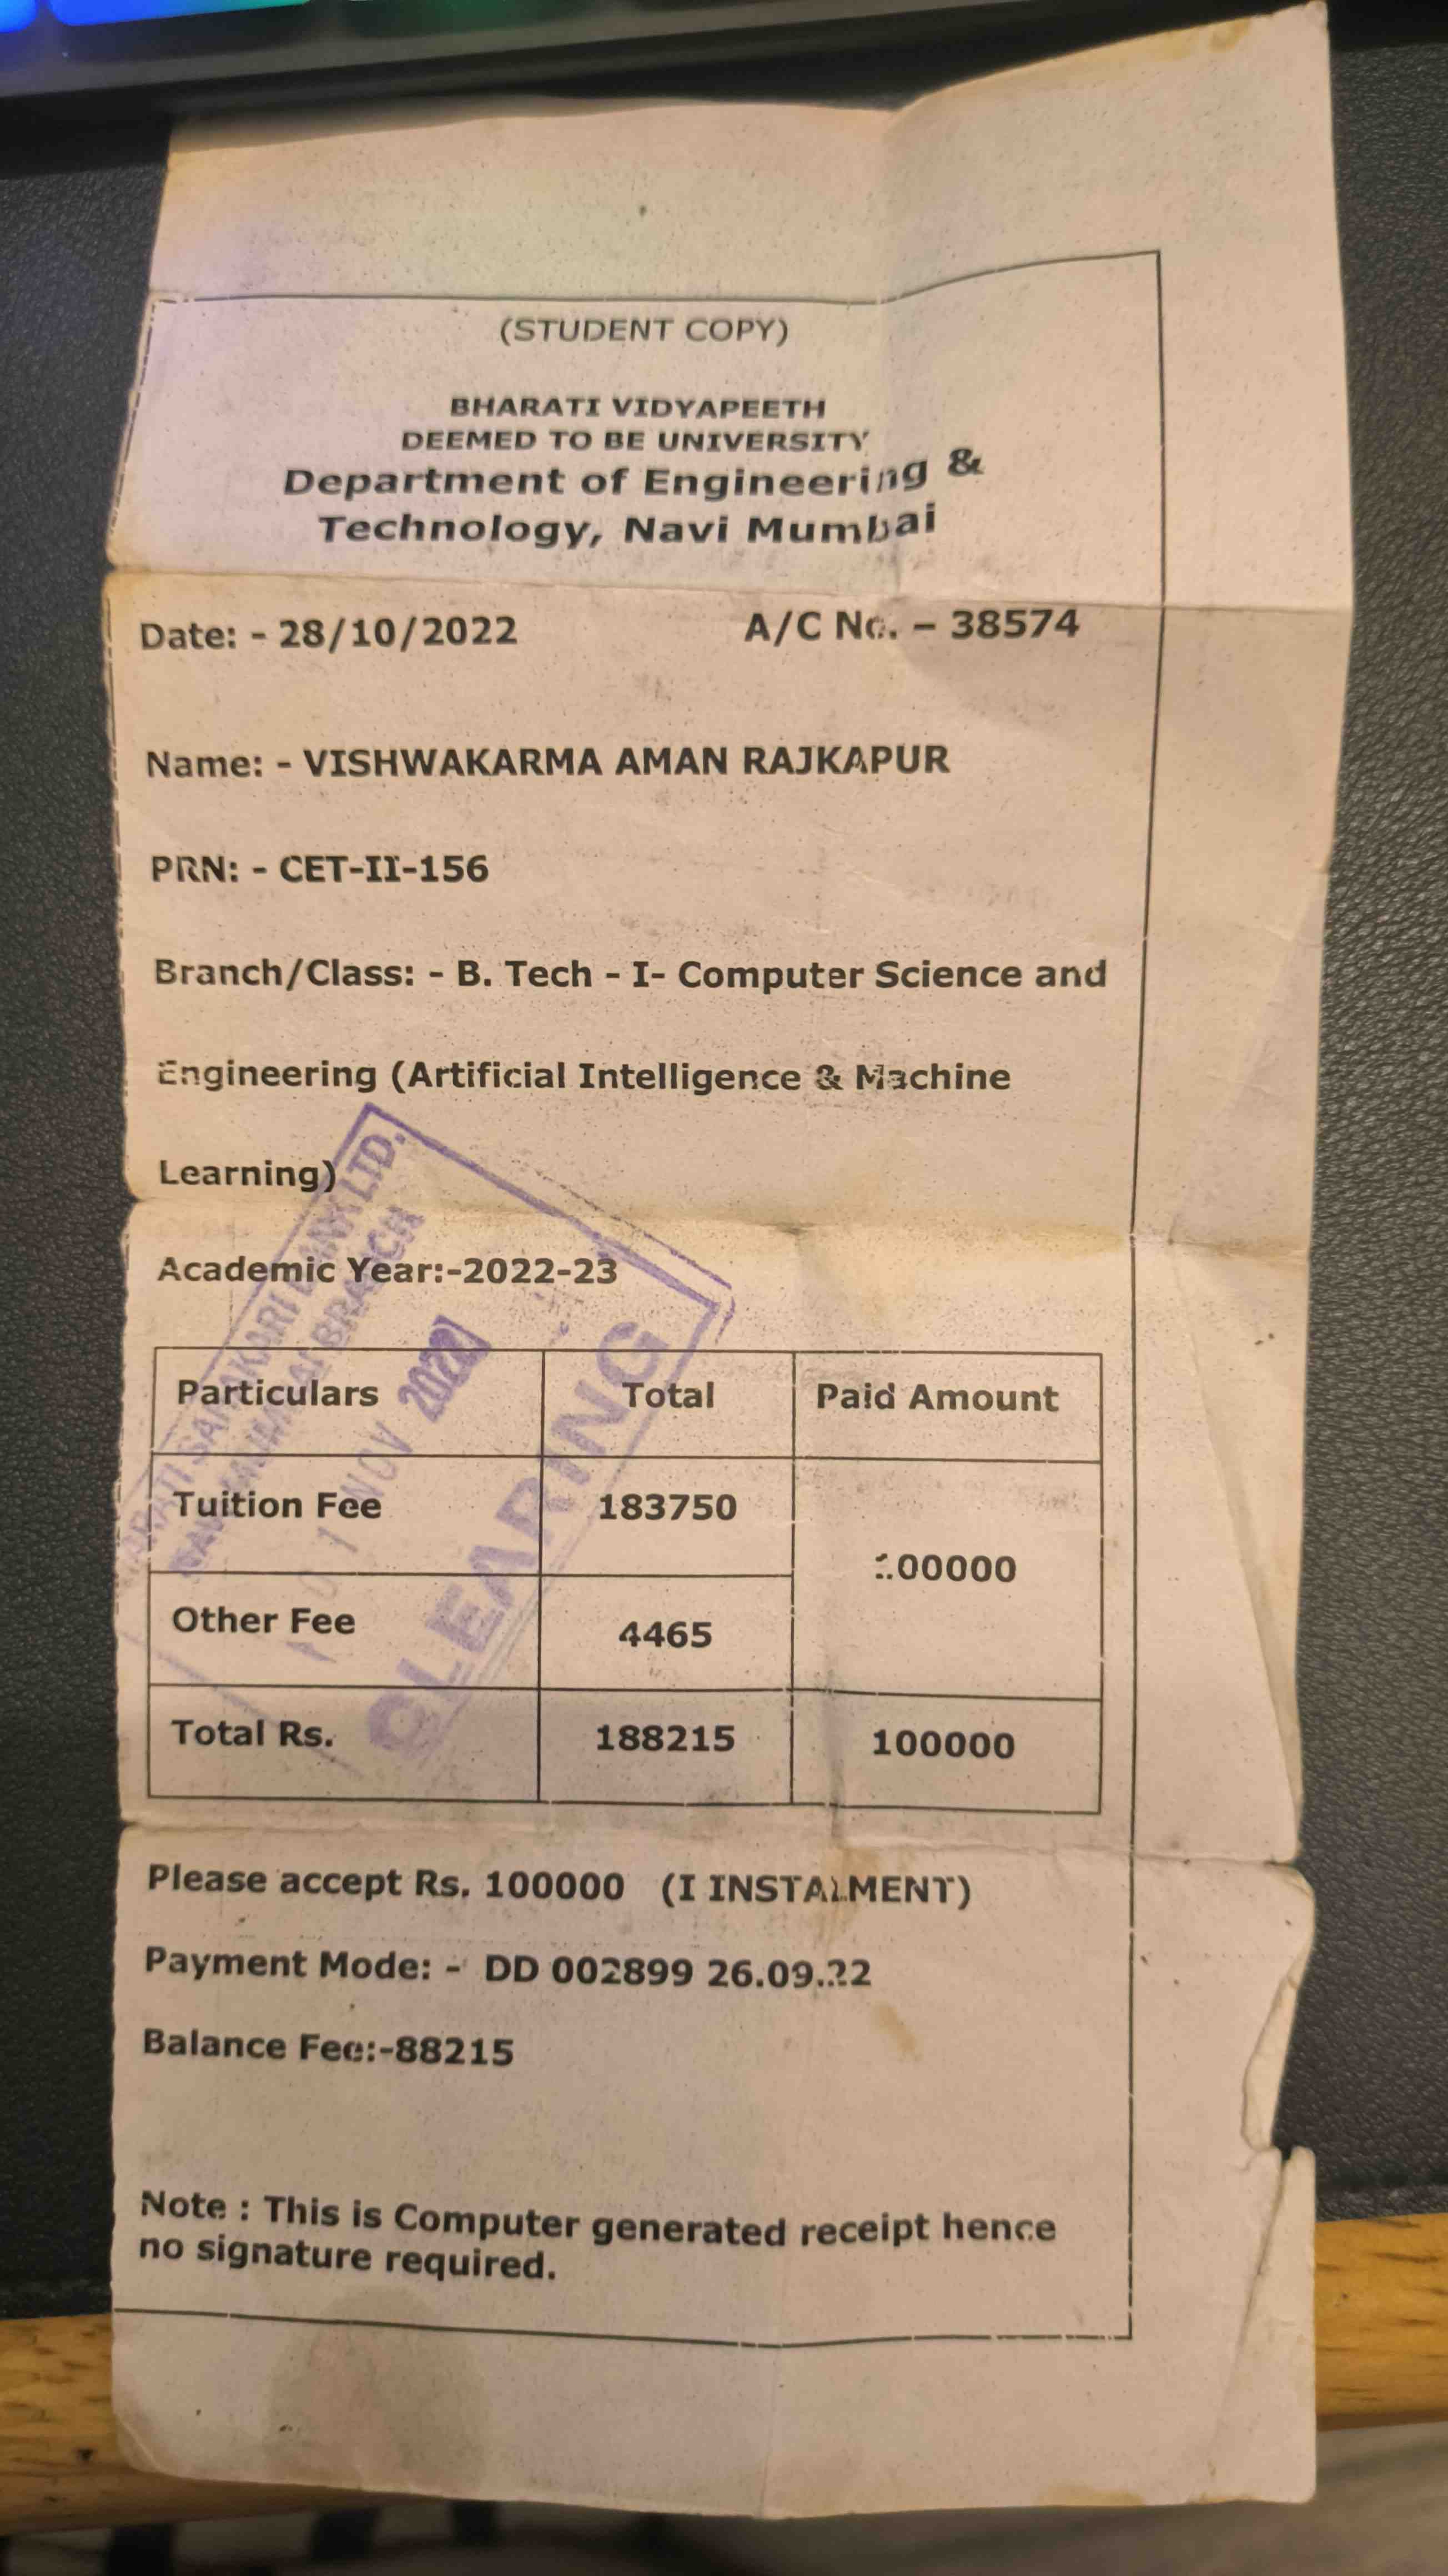 (STUDENT COPY)
BHARATI VIDYAPEETH
DEEMED TO BE UNIVERSITY
Department of Engineering &
Technology, Navi Mumbai
Date: - 28/10/2022 A/C No. – 38574
Name: - VISHWAKARMA AMAN RAJKAPUR
PRN: - CET-II-156
Branch/Class: - B. Tech - I- Computer Science and
Engineering (Artificial Intelligence & Machine
Learning)
Academic Year:-2022-23
Particulars Total Paid Amount
Tuition Fee 183750
100000
Other Fee 4465
Total Rs. 188215 100000
Please accept Rs. 100000 (I INSTALMENT)
Payment Mode: - DD 002899 26.09.22
Balance Fee:-88215
Note : This is Computer generated receipt hence
no signature required.
LTD.
BRANCH
NOV 2022
CLEARING